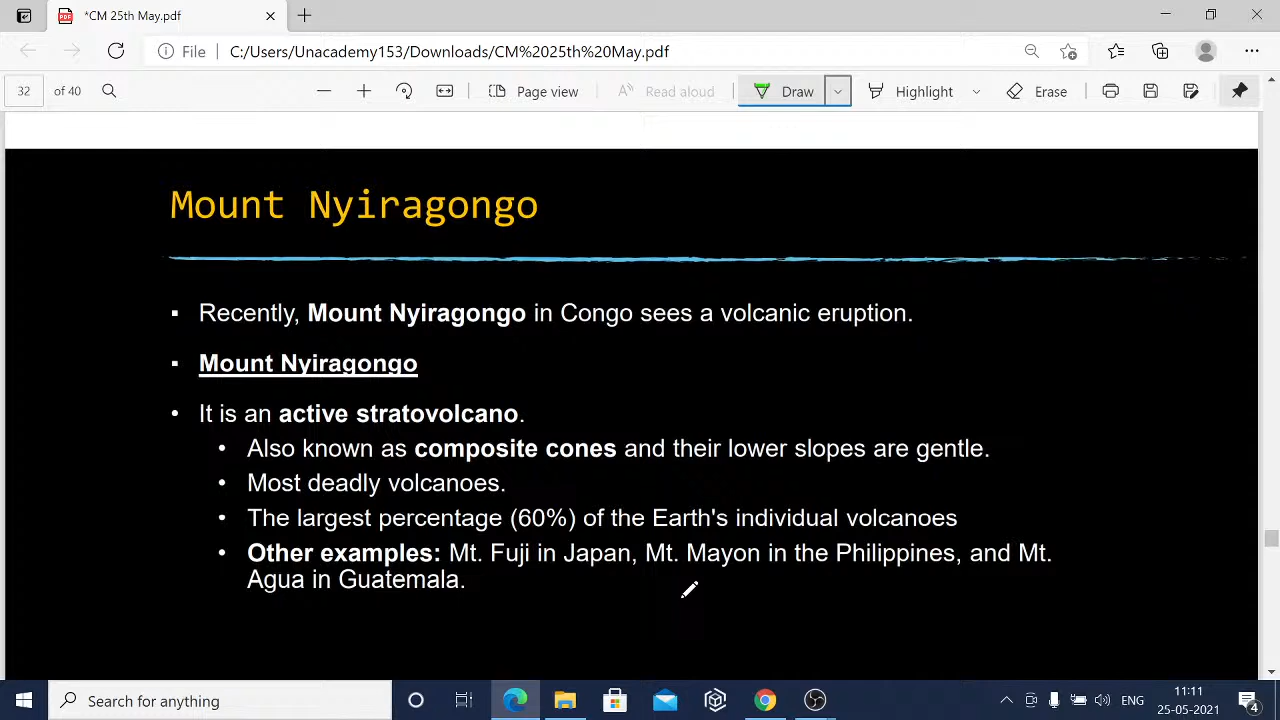 *CM 25th May.pdf
File
C:/Users/Unacademy153/Downloads/CM%2025th%20May.pdf
32 of 40
Page view
Read aloud
Draw
Highlight
Erase
Mount Nyiragongo
▪ Recently, Mount Nyiragongo in Congo sees a volcanic eruption.
▪ Mount Nyiragongo
• It is an active stratovolcano.
• Also known as composite cones and their lower slopes are gentle.
• Most deadly volcanoes.
• The largest percentage (60%) of the Earth's individual volcanoes
• Other examples: Mt. Fuji in Japan, Mt. Mayon in the Philippines, and Mt.
Agua in Guatemala.
Search for anything
ENG
11:11
25-05-2021
4